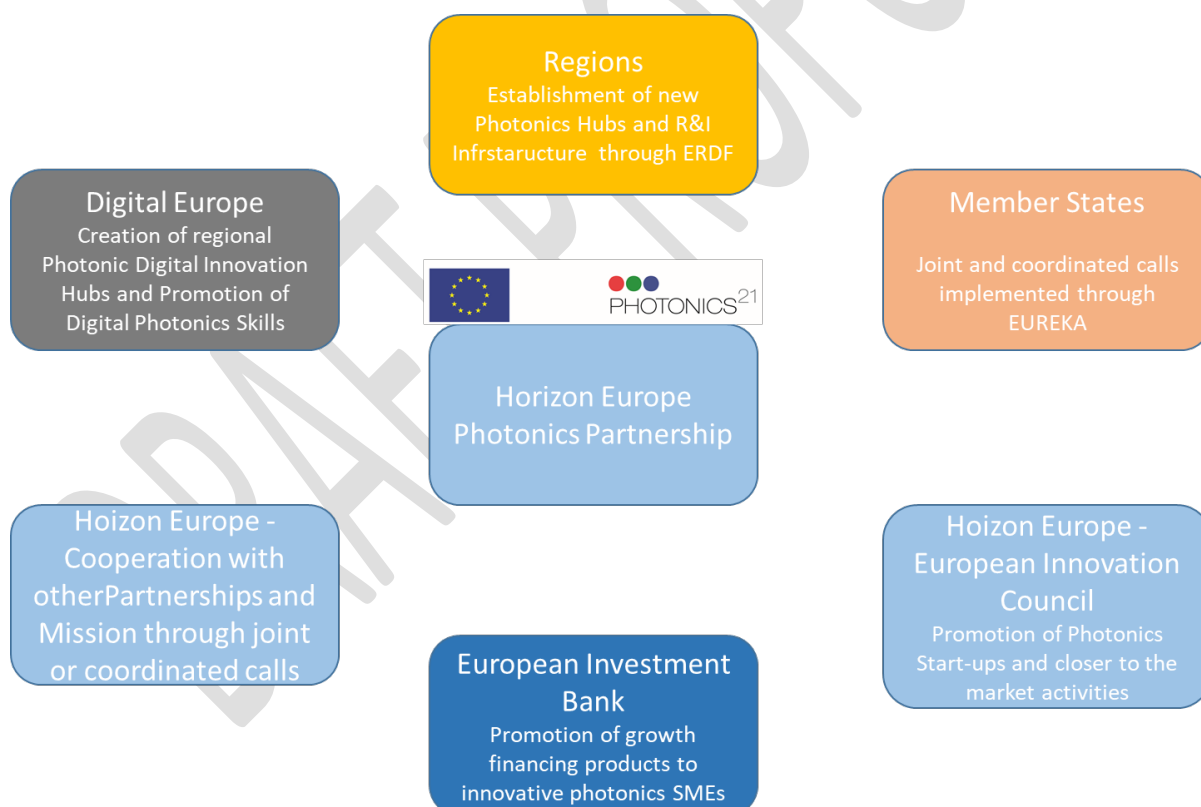 Regions
Establishment of new
Photonics Hubs and R&I
Infrstaructure through ERDF
Digital Europe
Creation of regional
Photonic Digital Innovation
Hubs and Promotion of
Digital Photonics Skills
Member States
Joint and coordinated calls
implemented through
EUREKA
PHOTONICS²¹
Horizon Europe
Photonics Partnership
Hoizon Europe -
Cooperation with
otherPartnerships and
Mission through joint
or coordinated calls
Hoizon Europe -
European Innovation
Council
Promotion of Photonics
Start-ups and closer to the
market activities
European Investment
Bank
Promotion of growth
financing products to
innovative photonics SMEs
DRAFT